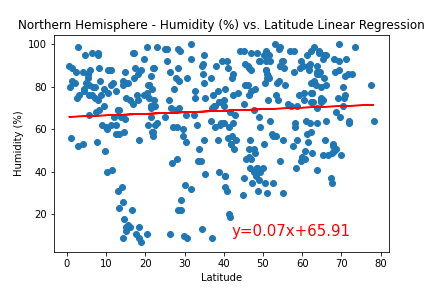 Northern Hemisphere - Humidity (%) vs. Latitude Linear Regression
100
80
60
40
20
Humidity (%)
y=0.07x+65.91
0 10 20 30 40 50 60 70 80
Latitude